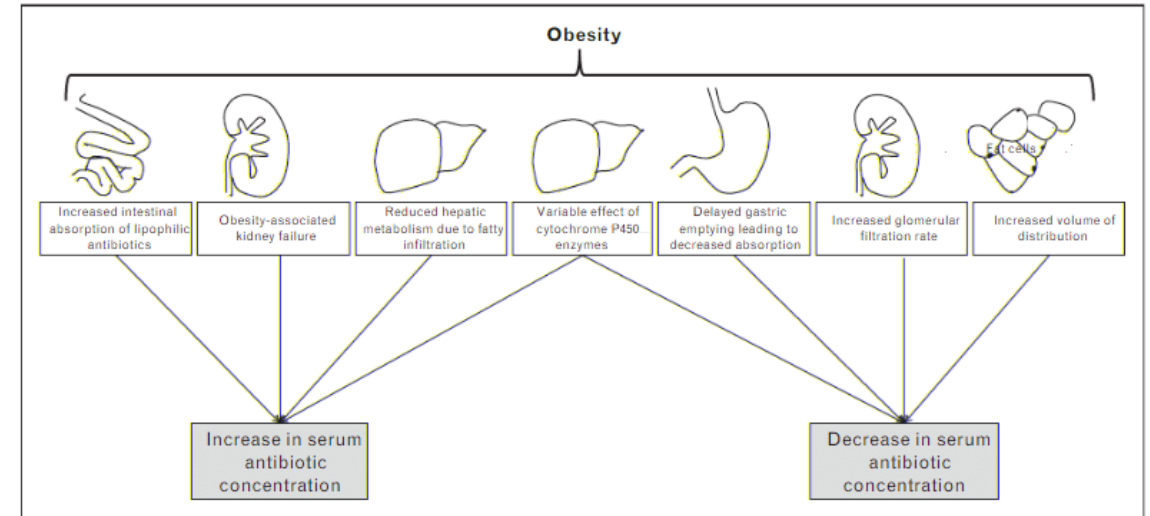 Obesity
Fat cells
Increased intestinal
absorption of lipophilic
antibiotics
Obesity-associated
kidney failure
Reduced hepatic
metabolism due to fatty
infiltration
Variable effect of
cytochrome P450
enzymes
Delayed gastric
emptying leading to
decreased absorption
Increased glomerular
filtration rate
Increased volume of
distribution
Increase in serum
antibiotic
concentration
Decrease in serum
antibiotic
concentration